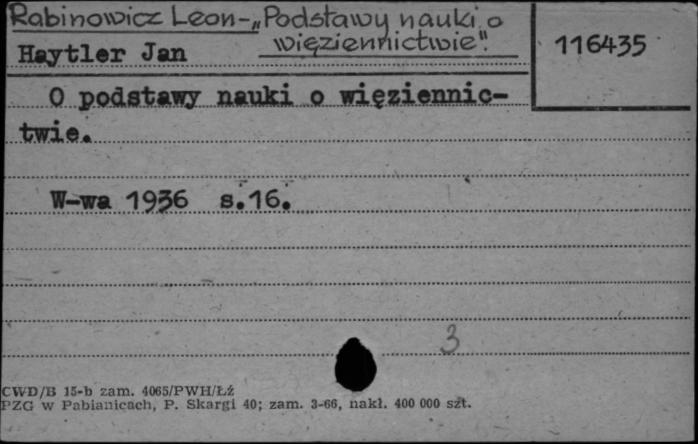 Rabinowicz Leon-„Podstawy nauki o
więziennictwie".
Haytler Jan
116435
O podstawy nauki o więziennic-
twie.
W-wa 1936 s.16.
3
CWD/B 15-b zam. 4065/PWH/Łź
PZG w Pabianicach, P. Skargi 40; zam. 3-66, nakł. 400 000 szt.